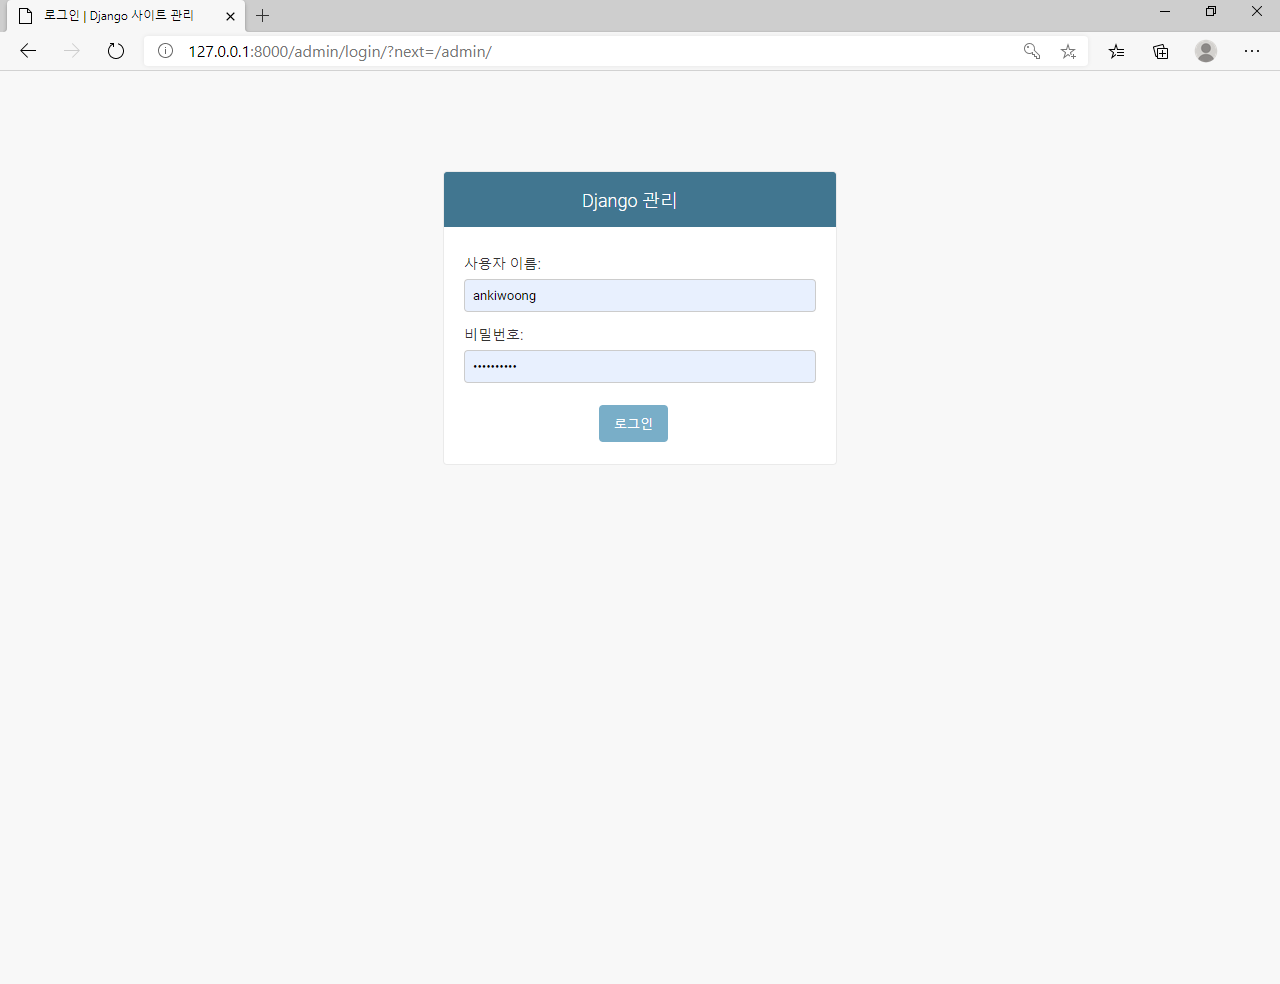 로그인 | Django 사이트 관리
127.0.0.1:8000/admin/login/?next=/admin/
Django 관리
사용자 이름:
ankiwoong
비밀번호:
••••••••••
로그인